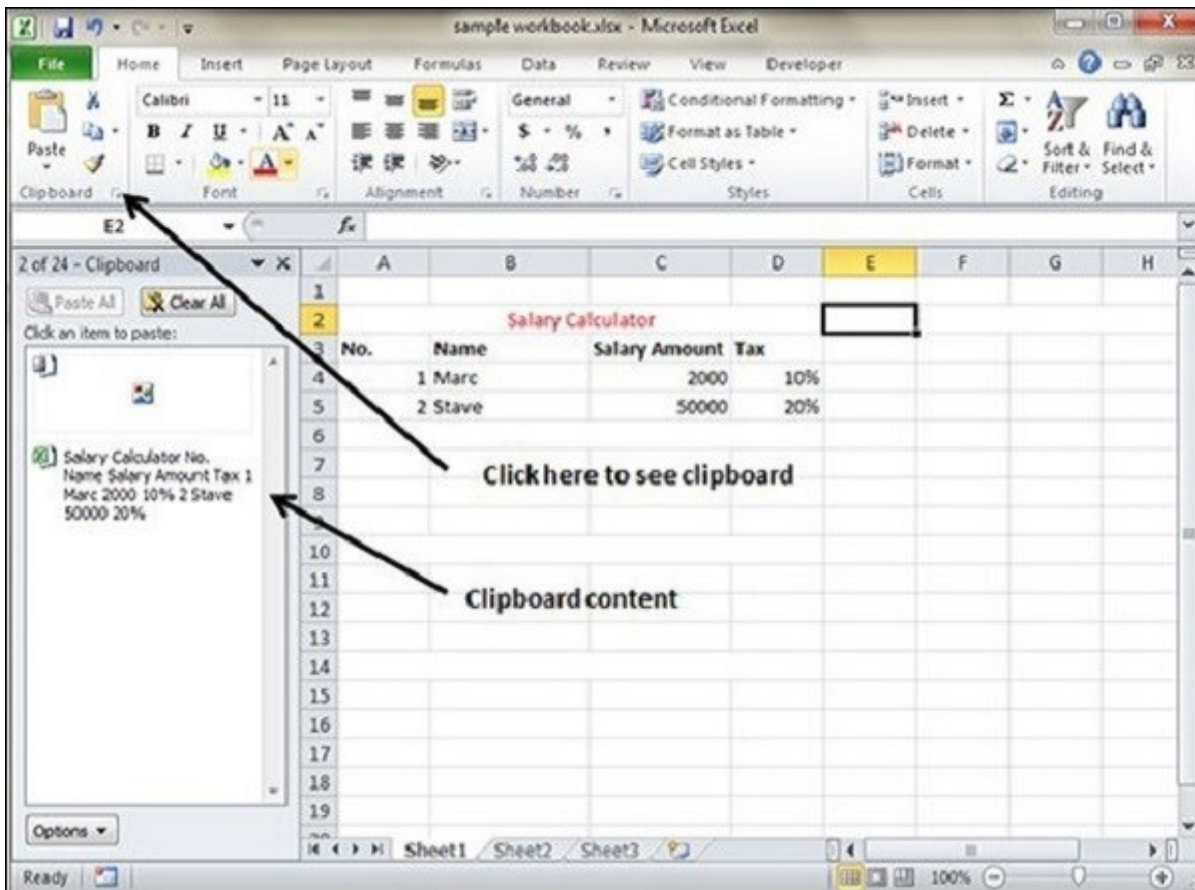 sample workbook.xlsx - Microsoft Excel
File Home Insert Page Layout Formulas Data Review View Developer
Calibri 11 General Conditional Formatting Insert Σ
Paste B I U A A $ % , Format as Table Delete Sort & Filter Find & Select
A Cell Styles Format
Clipboard Font Alignment Number Styles Cells Editing
E2 fx
2 of 24 - Clipboard
Paste All Clear All
Click an item to paste:
Salary Calculator No.
Name Salary Amount Tax 1
Marc 2000 10% 2 Stave
50000 20%
Options
A B C D E F G H
1
2 Salary Calculator
3 No. Name Salary Amount Tax
4 1 Marc 2000 10%
5 2 Stave 50000 20%
6
7
Click here to see clipboard
8
10
11
Clipboard content
12
13
14
15
16
17
18
19
Sheet1 Sheet2 Sheet3
Ready 100%